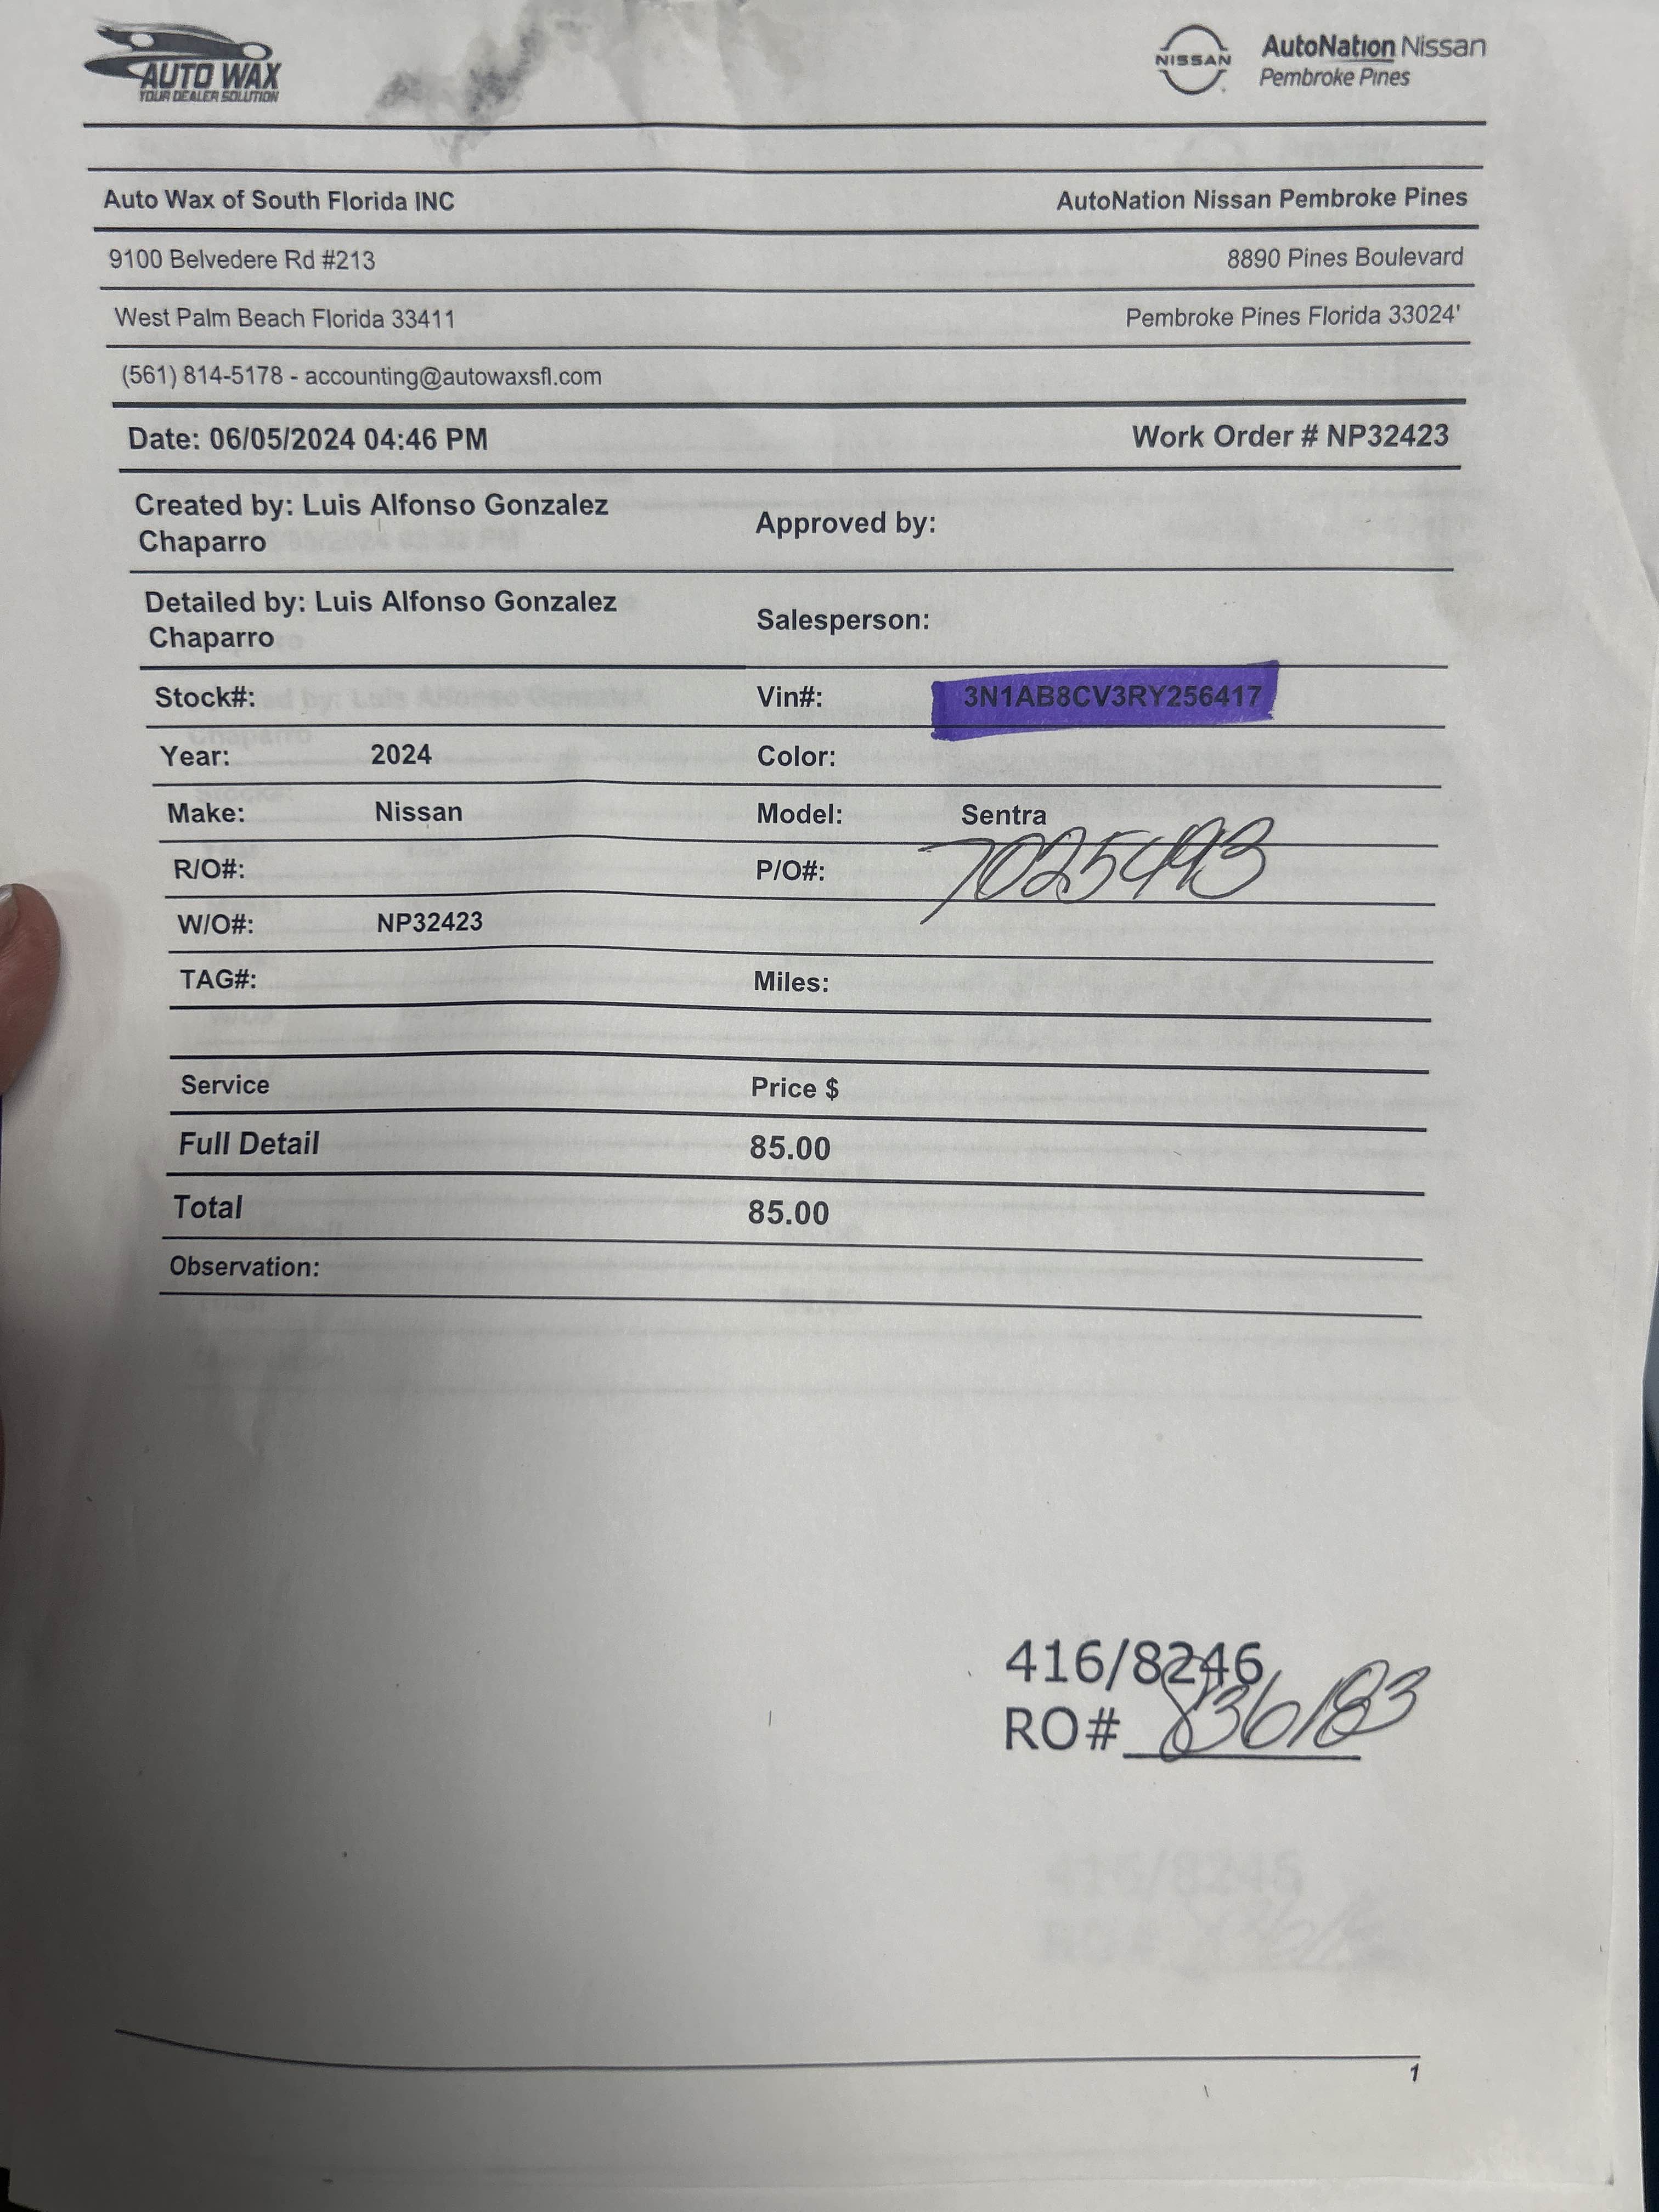 AUTO WAX
YOUR DEALER SOLUTION
NISSAN
AutoNation Nissan
Pembroke Pines
Auto Wax of South Florida INC AutoNation Nissan Pembroke Pines
9100 Belvedere Rd #213 8890 Pines Boulevard
West Palm Beach Florida 33411 Pembroke Pines Florida 33024'
(561) 814-5178 - accounting@autowaxsfl.com
Date: 06/05/2024 04:46 PM Work Order # NP32423
Created by: Luis Alfonso Gonzalez
Chaparro
Approved by:
Detailed by: Luis Alfonso Gonzalez
Chaparro
Salesperson:
Stock#: Vin#: 3N1AB8CV3RY256417
Year: 2024 Color:
Make: Nissan Model: Sentra
R/O#: P/O#: 7025493
W/O#: NP32423
TAG#: Miles:
Service Price $
Full Detail 85.00
Total 85.00
Observation:
416/8246
RO# 836183
1